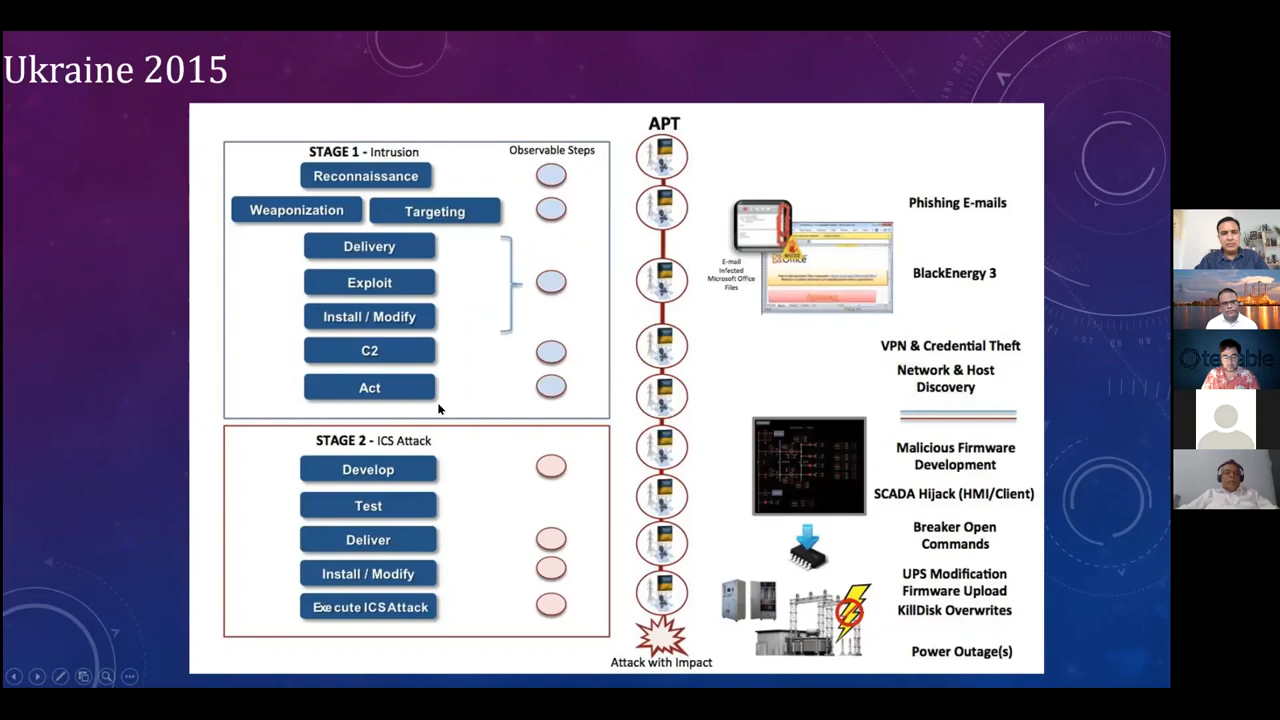 Ukraine 2015
APT
STAGE 1 - Intrusion
Observable Steps
Reconnaissance
Weaponization
Targeting
Delivery
Exploit
Install / Modify
C2
Act
STAGE 2 - ICS Attack
Develop
Test
Deliver
Install / Modify
Execute ICS Attack
Attack with Impact
E-mail
Infected
Microsoft Office
Files
Office
Phishing E-mails
BlackEnergy 3
VPN & Credential Theft
Network & Host
Discovery
Malicious Firmware
Development
SCADA Hijack (HMI/Client)
Breaker Open
Commands
UPS Modification
Firmware Upload
KillDisk Overwrites
Power Outage(s)